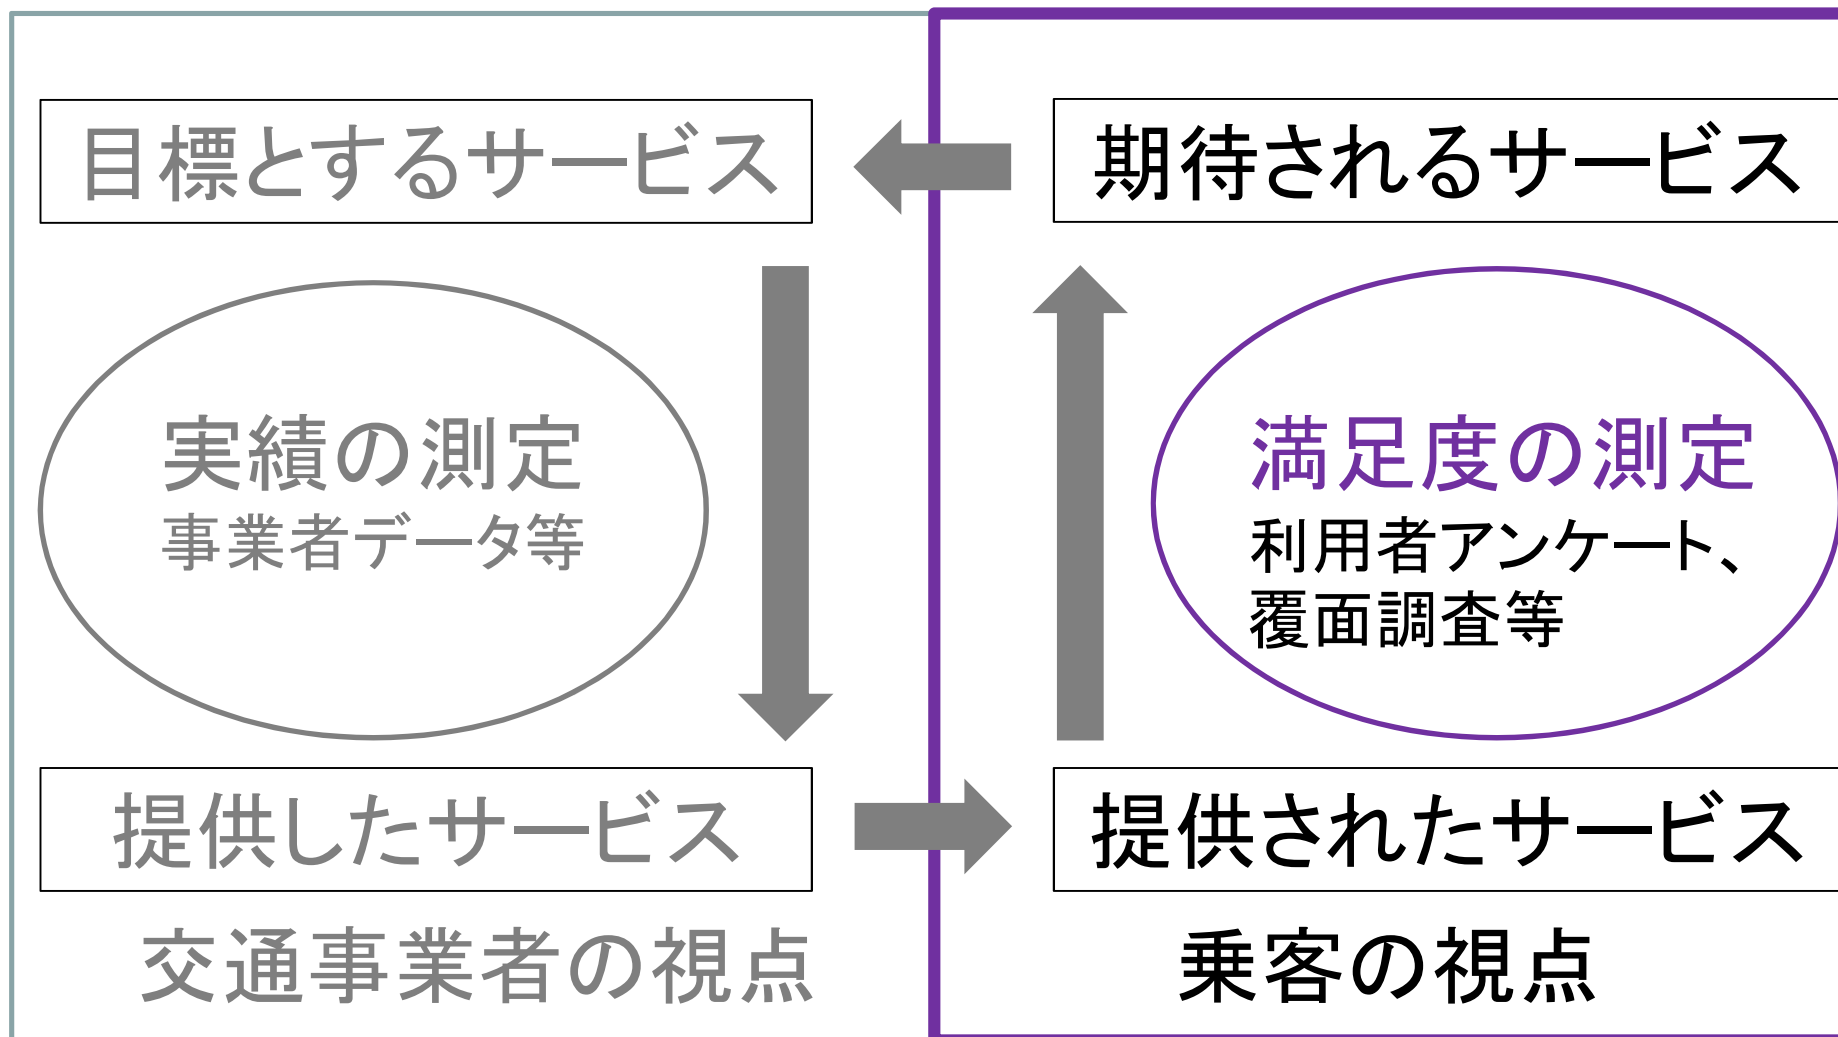 目標とするサービス
期待されるサービス
実績の測定
事業者データ等
満足度の測定
利用者アンケート、
覆面調査等
提供したサービス
提供されたサービス
交通事業者の視点
乗客の視点